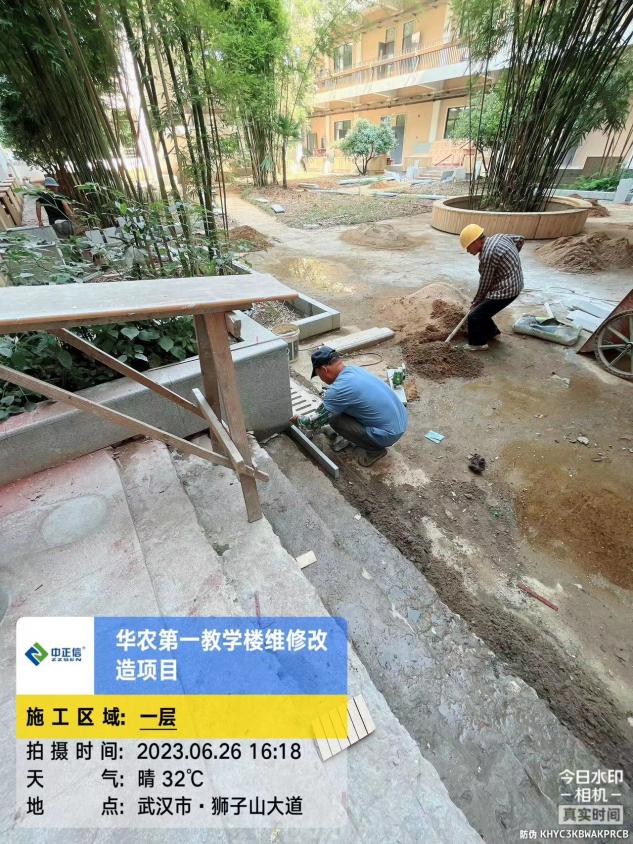 中正信®
ZZSEN
华农第一教学楼维修改
造项目
施工区域: 一层
拍摄时间: 2023.06.26 16:18
天气: 晴 32℃
地点: 武汉市·狮子山大道
今日水印
相机
真实时间
防伪 KHYC3KBWAKPRCB